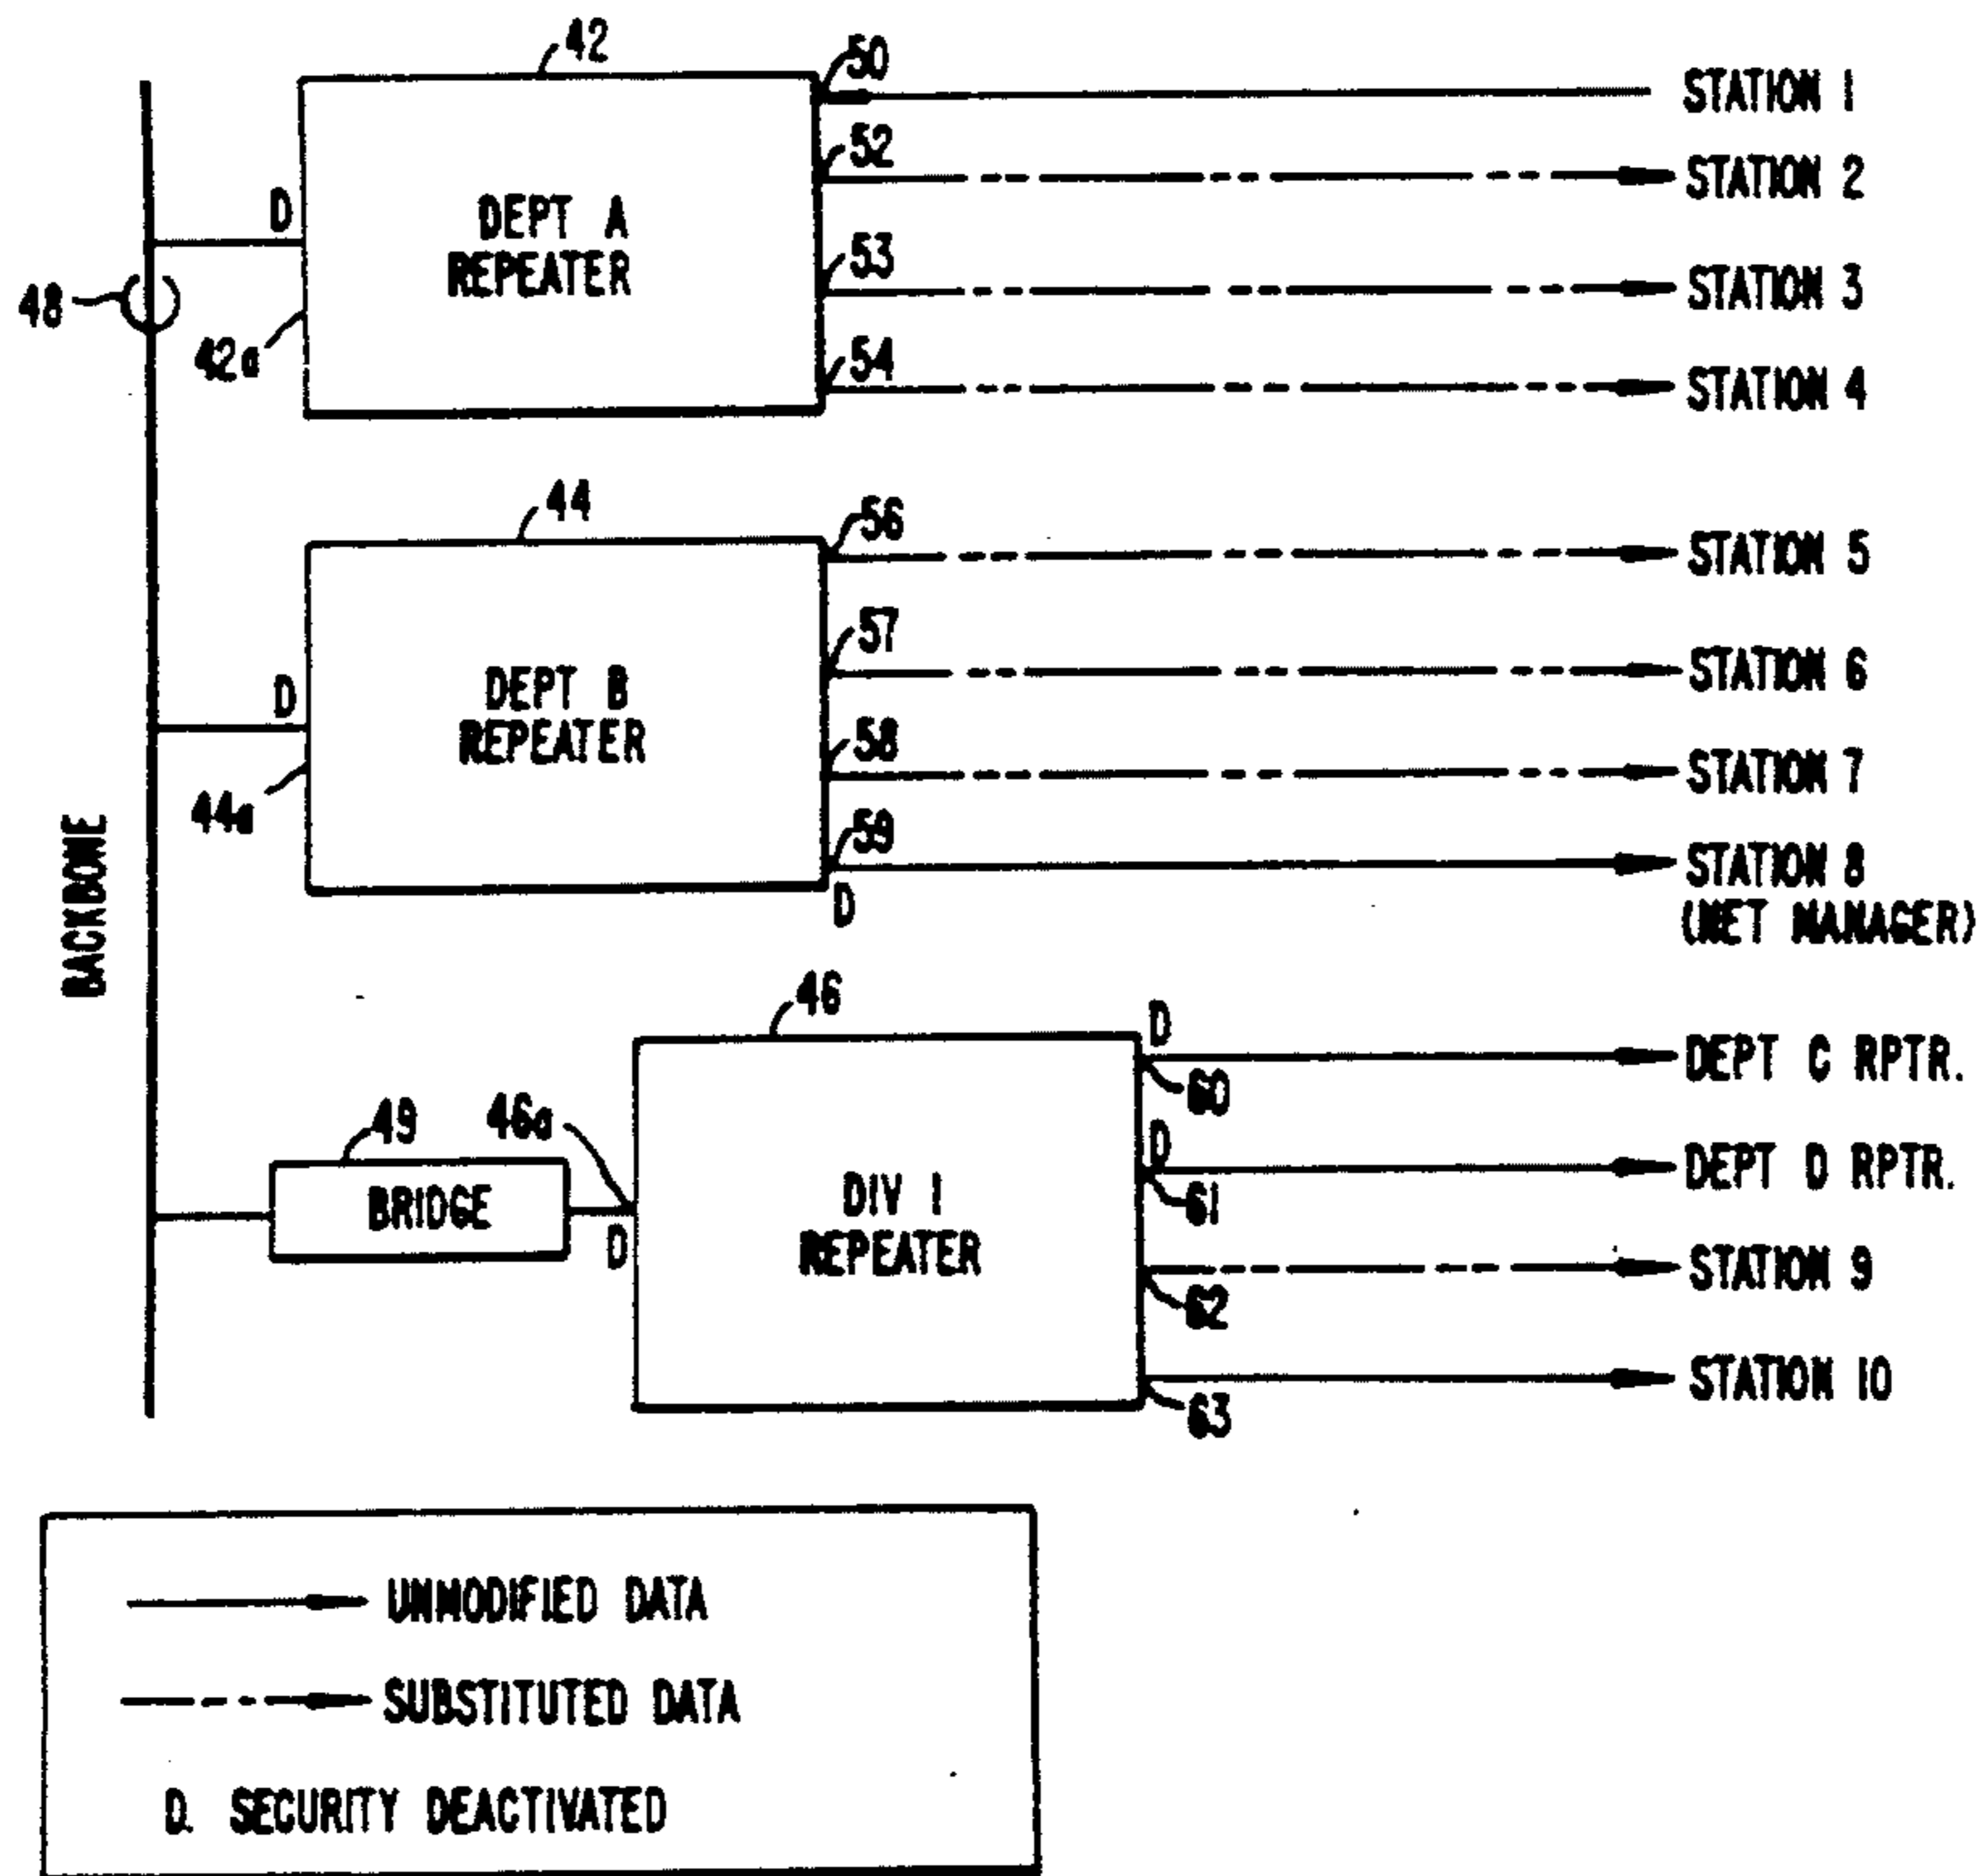 42
50
STATION 1
52
STATION 2
D
DEPT A
REPEATER
53
STATION 3
48
42a
54
STATION 4
44
56
STATION 5
57
STATION 6
D
DEPT B
REPEATER
58
STATION 7
44a
59
STATION 8
(NET MANAGER)
D
BACKBONE
46
D
DEPT C RPTR.
60
49
46a
D
DEPT D RPTR.
61
BRIDGE
D
DIV 1
REPEATER
STATION 9
62
STATION 10
63
UNMODIFIED DATA
SUBSTITUTED DATA
D. SECURITY DEACTIVATED